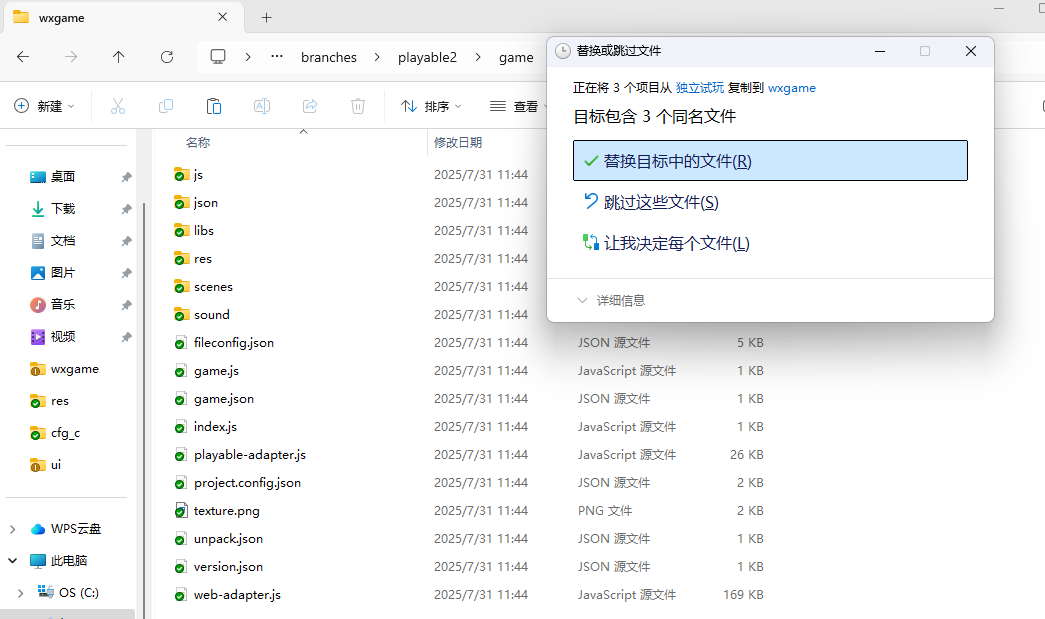 wxgame
branches
playable2
game
新建
排序
查看
名称
修改日期
桌面
下载
文档
图片
音乐
视频
wxgame
res
cfg_c
ui
WPS云盘
此电脑
OS (C:)
js 2025/7/31 11:44
json 2025/7/31 11:44
libs 2025/7/31 11:44
res 2025/7/31 11:44
scenes 2025/7/31 11:44
sound 2025/7/31 11:44
fileconfig.json 2025/7/31 11:44 JSON 源文件 5 KB
game.js 2025/7/31 11:44 JavaScript 源文件 1 KB
game.json 2025/7/31 11:44 JSON 源文件 1 KB
index.js 2025/7/31 11:44 JavaScript 源文件 1 KB
playable-adapter.js 2025/7/31 11:44 JavaScript 源文件 26 KB
project.config.json 2025/7/31 11:44 JSON 源文件 2 KB
texture.png 2025/7/31 11:44 PNG 文件 2 KB
unpack.json 2025/7/31 11:44 JSON 源文件 1 KB
version.json 2025/7/31 11:44 JSON 源文件 1 KB
web-adapter.js 2025/7/31 11:44 JavaScript 源文件 169 KB
替换或跳过文件
正在将 3 个项目从 独立试玩 复制到 wxgame
目标包含 3 个同名文件
替换目标中的文件(R)
跳过这些文件(S)
让我决定每个文件(L)
详细信息